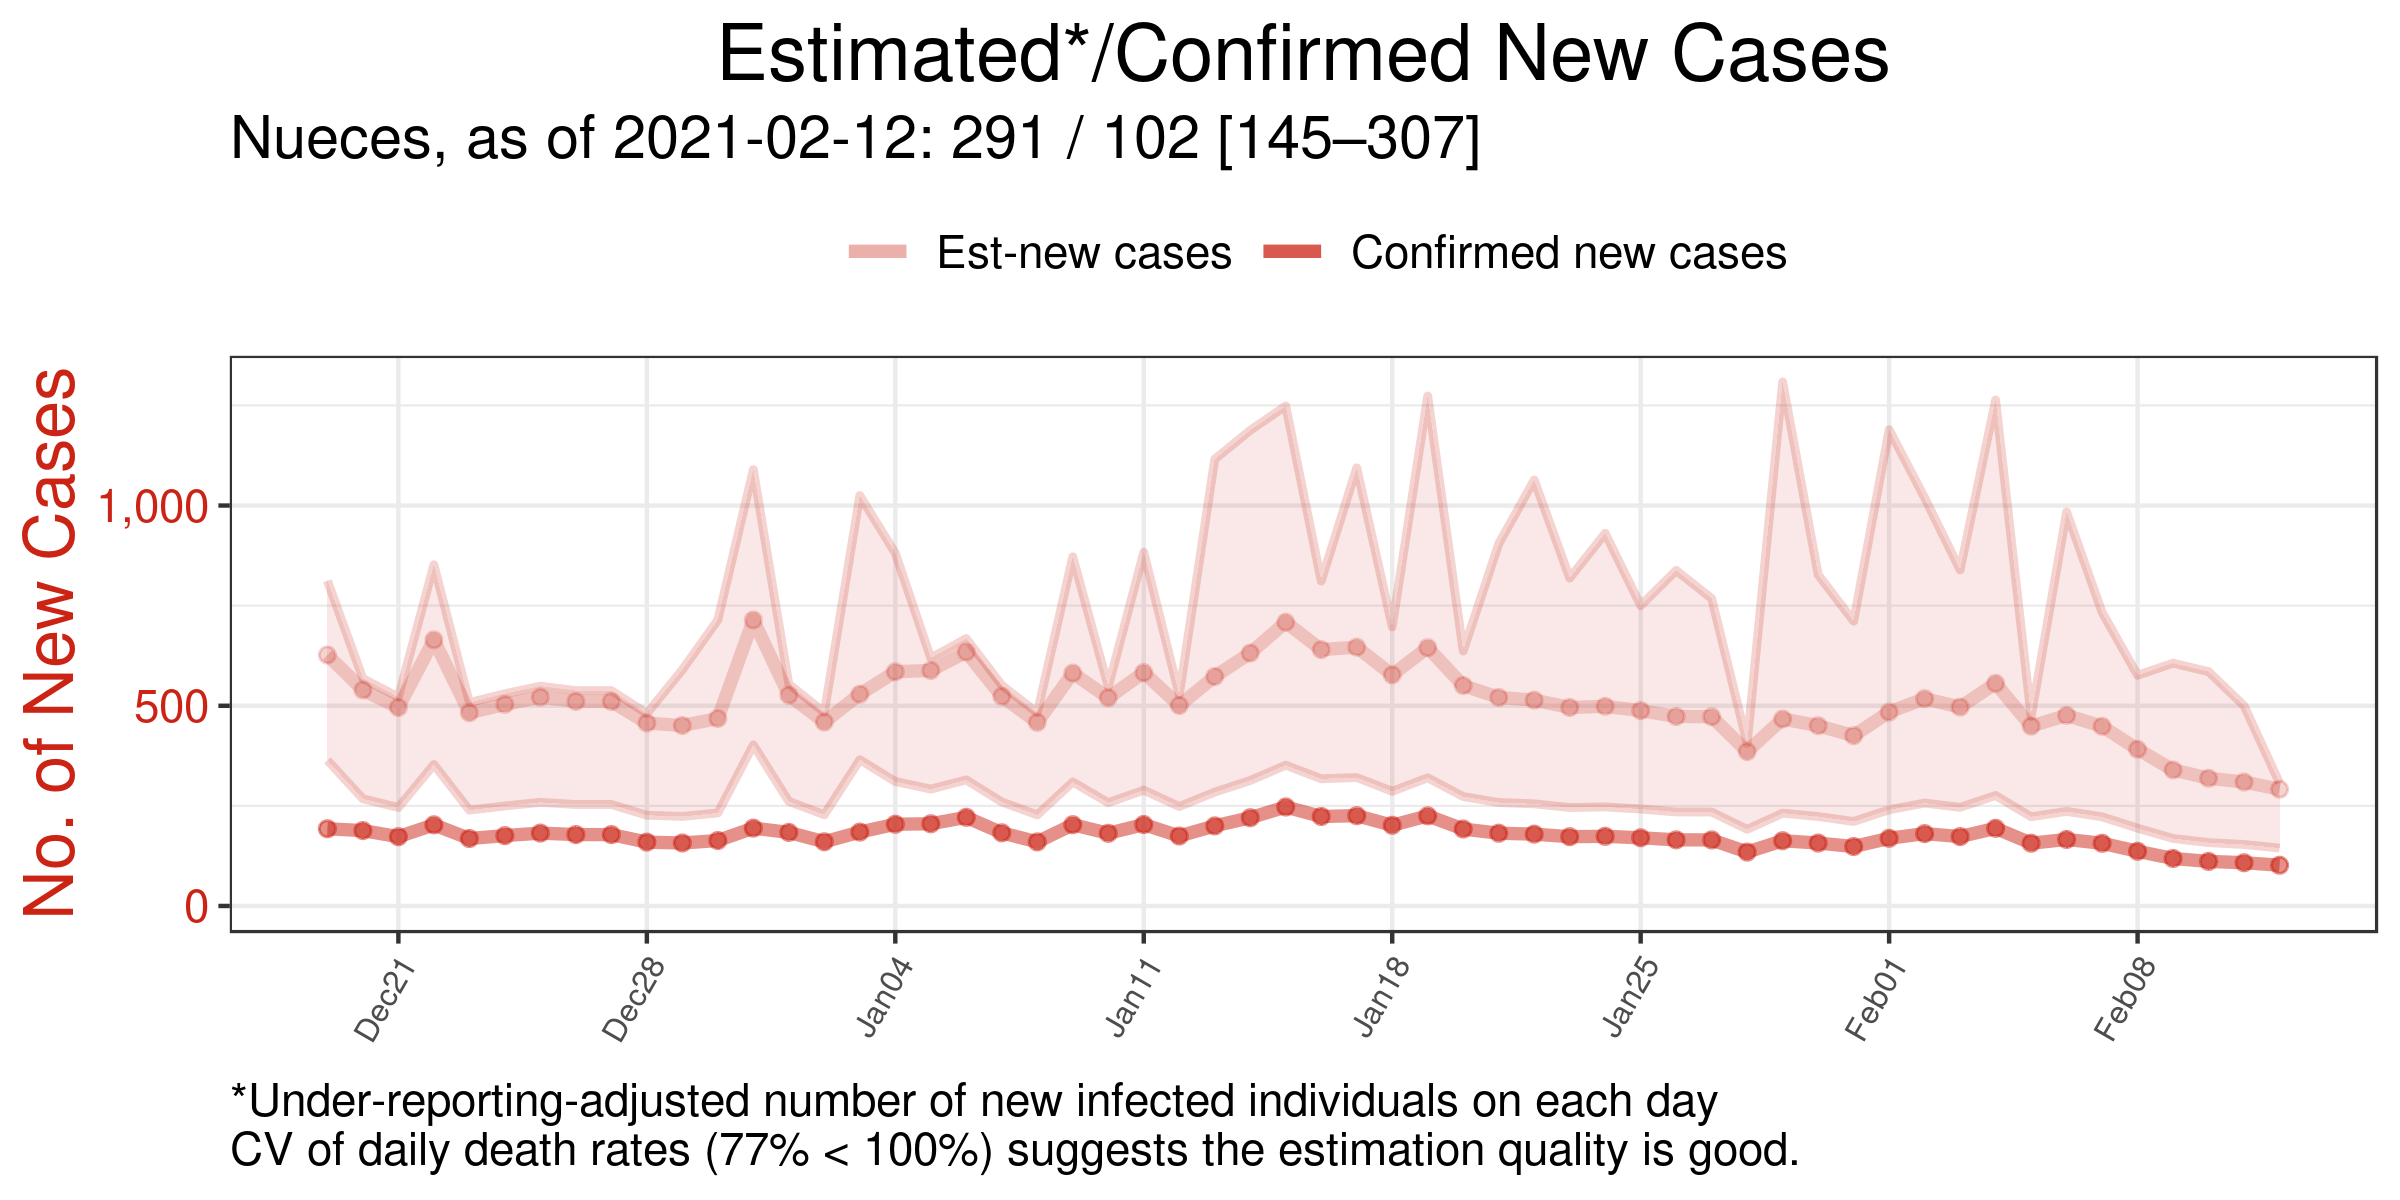 Estimated*/Confirmed New Cases
Nueces, as of 2021-02-12: 291 / 102 [145–307]
Est-new cases
Confirmed new cases
No. of New Cases
1,000
500
0
Dec21
Dec28
Jan04
Jan11
Jan18
Jan25
Feb01
Feb08
*Under-reporting-adjusted number of new infected individuals on each day
CV of daily death rates (77% < 100%) suggests the estimation quality is good.